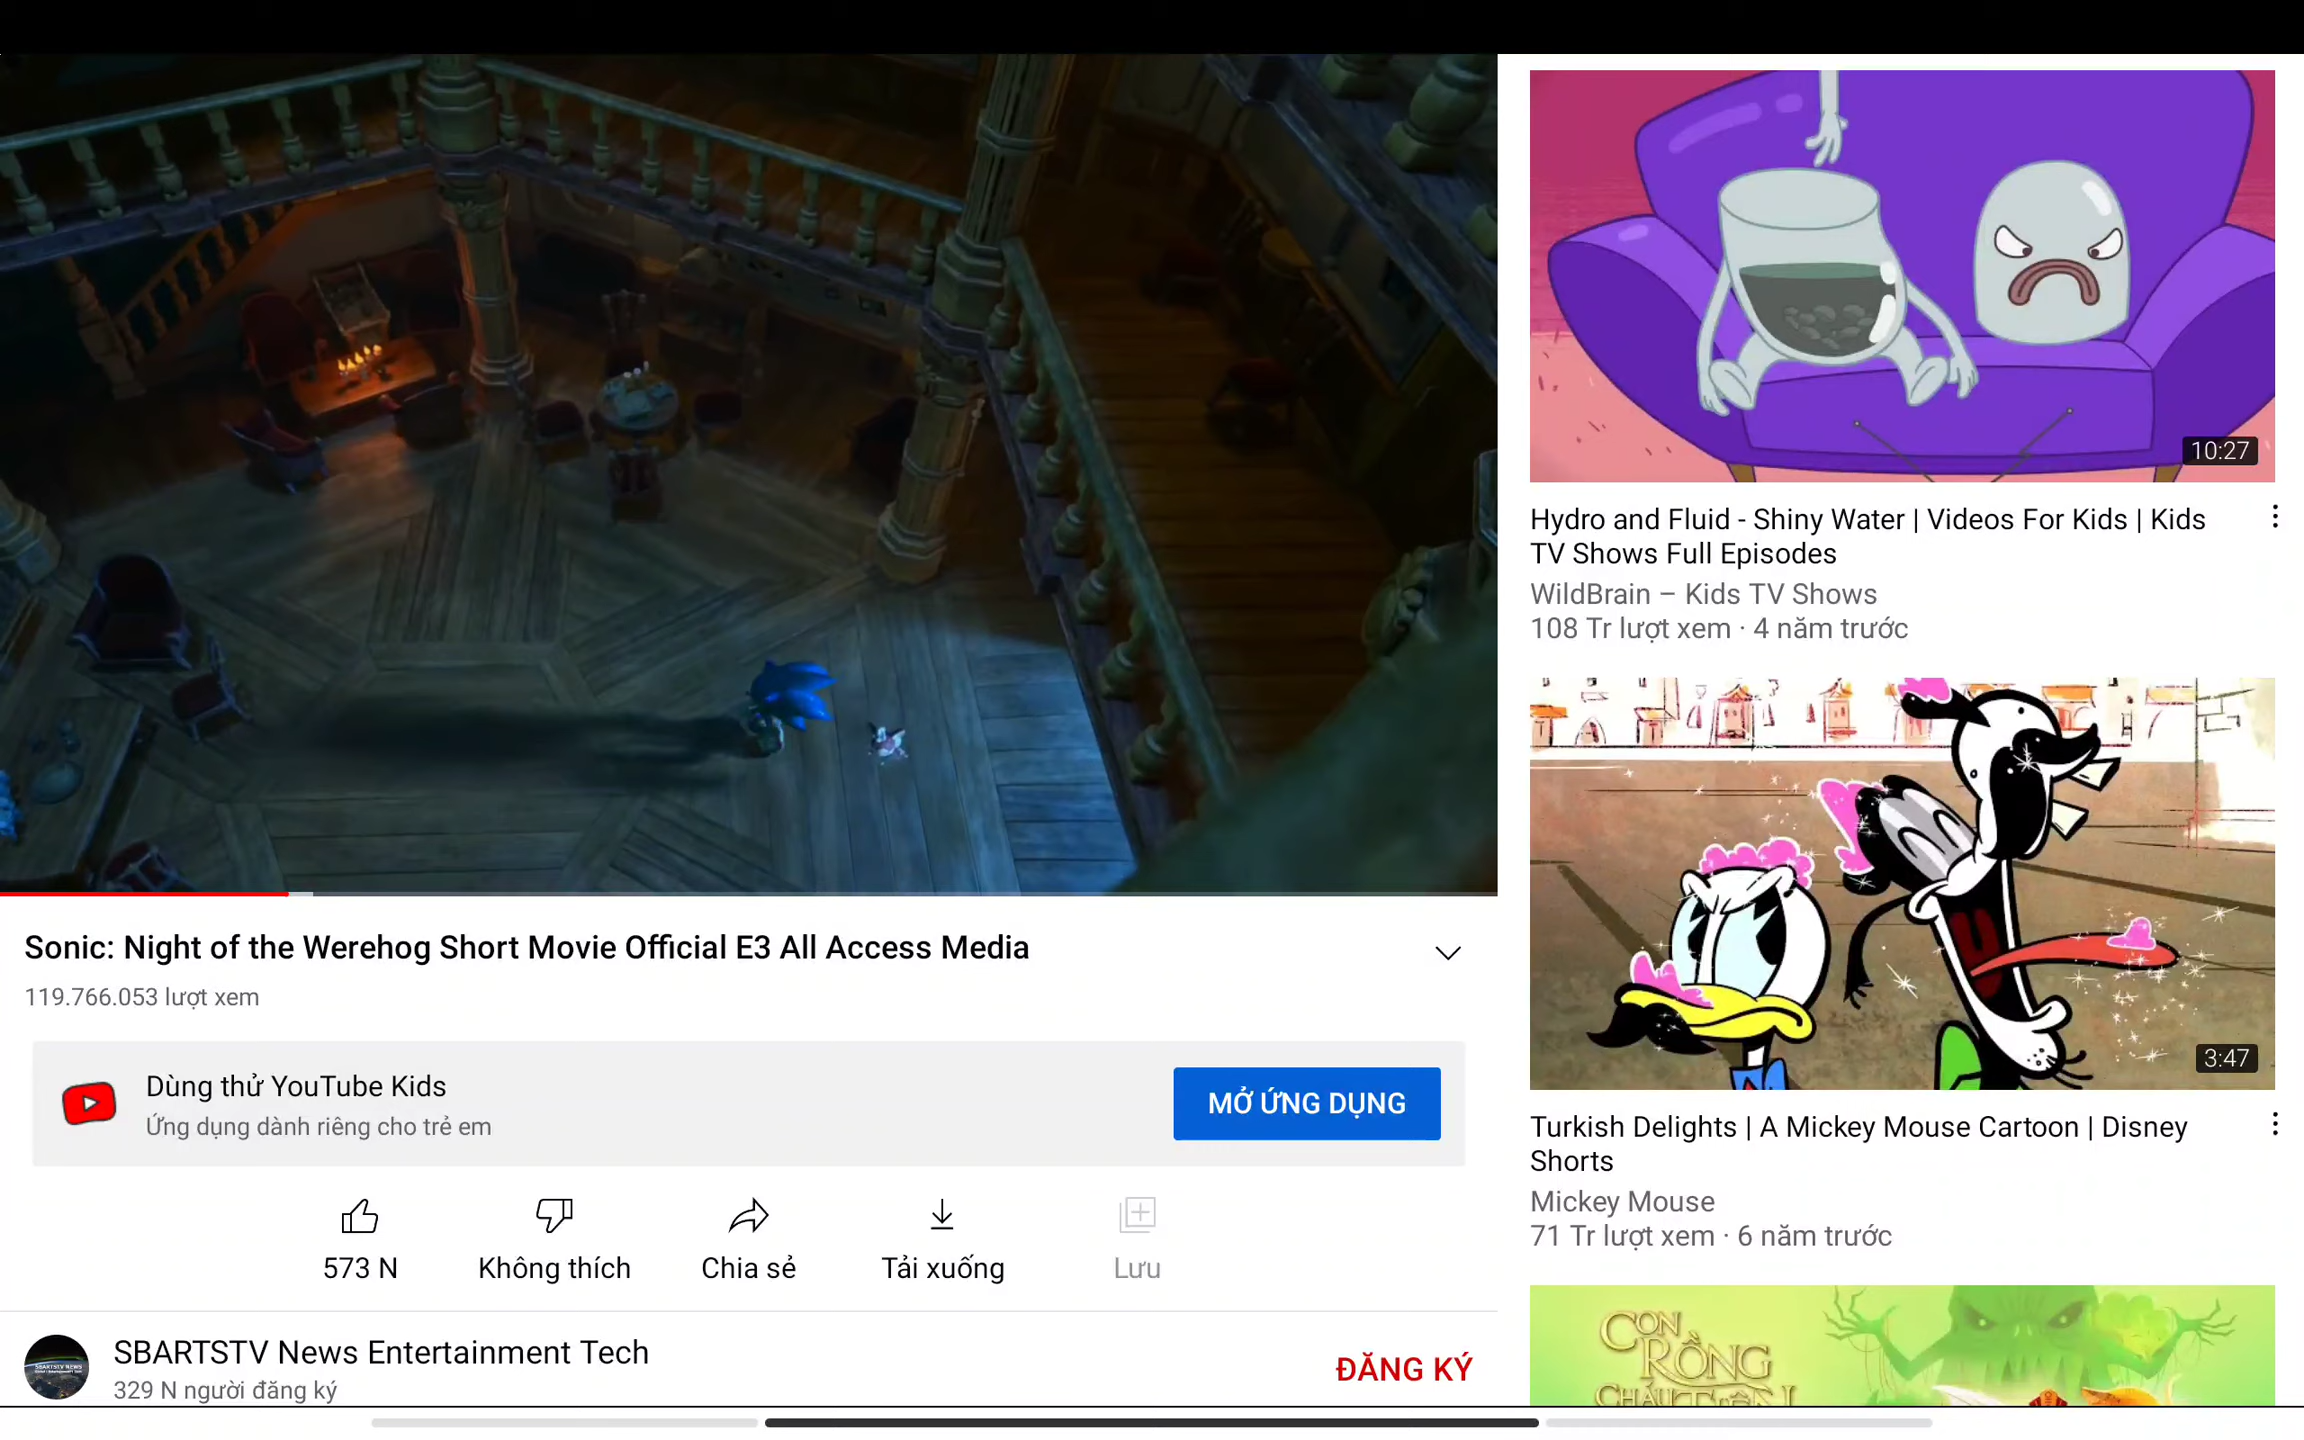 Sonic: Night of the Werehog Short Movie Official E3 All Access Media
119.766.053 lượt xem
Dùng thử YouTube Kids
Ứng dụng dành riêng cho trẻ em
MỞ ỨNG DỤNG
573 N
Không thích
Chia sẻ
Tải xuống
Lưu
SBARTSTV News Entertainment Tech
329 N người đăng ký
ĐĂNG KÝ
10:27
Hydro and Fluid - Shiny Water | Videos For Kids | Kids
TV Shows Full Episodes
WildBrain – Kids TV Shows
108 Tr lượt xem · 4 năm trước
3:47
Turkish Delights | A Mickey Mouse Cartoon | Disney
Shorts
Mickey Mouse
71 Tr lượt xem · 6 năm trước
CON
RỒNG
CHÁU TIÊN